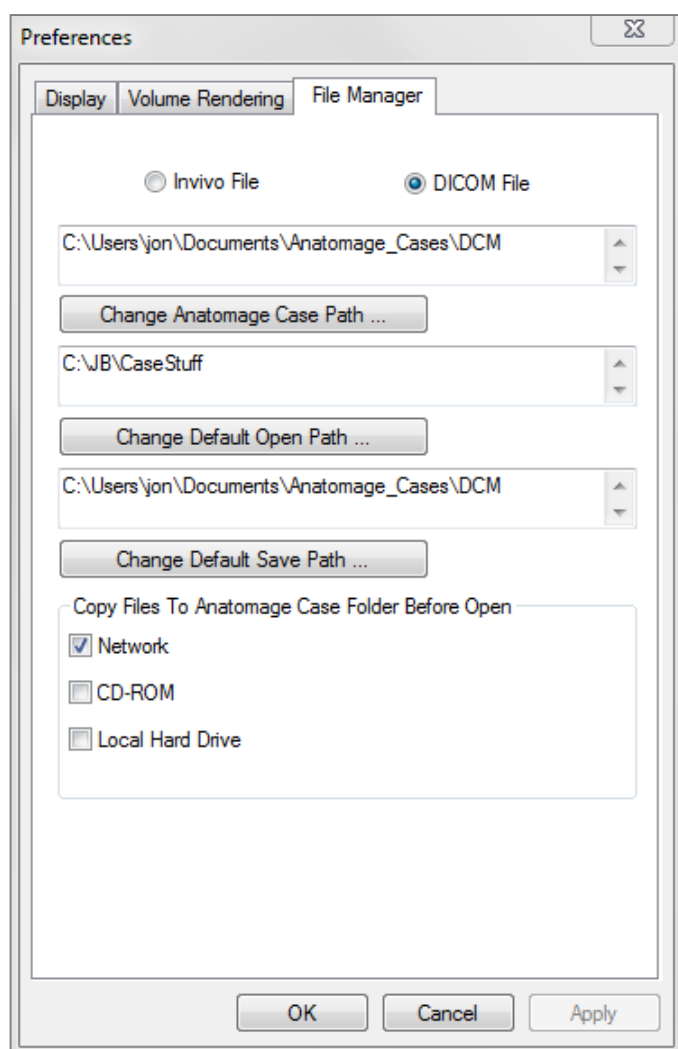 Preferences
Display Volume Rendering File Manager
Invivo File DICOM File
C:\Users\jon\Documents\Anatomage_Cases\DCM
Change Anatomage Case Path ...
C:\JB\CaseStuff
Change Default Open Path ...
C:\Users\jon\Documents\Anatomage_Cases\DCM
Change Default Save Path ...
Copy Files To Anatomage Case Folder Before Open
Network
CD-ROM
Local Hard Drive
OK Cancel Apply